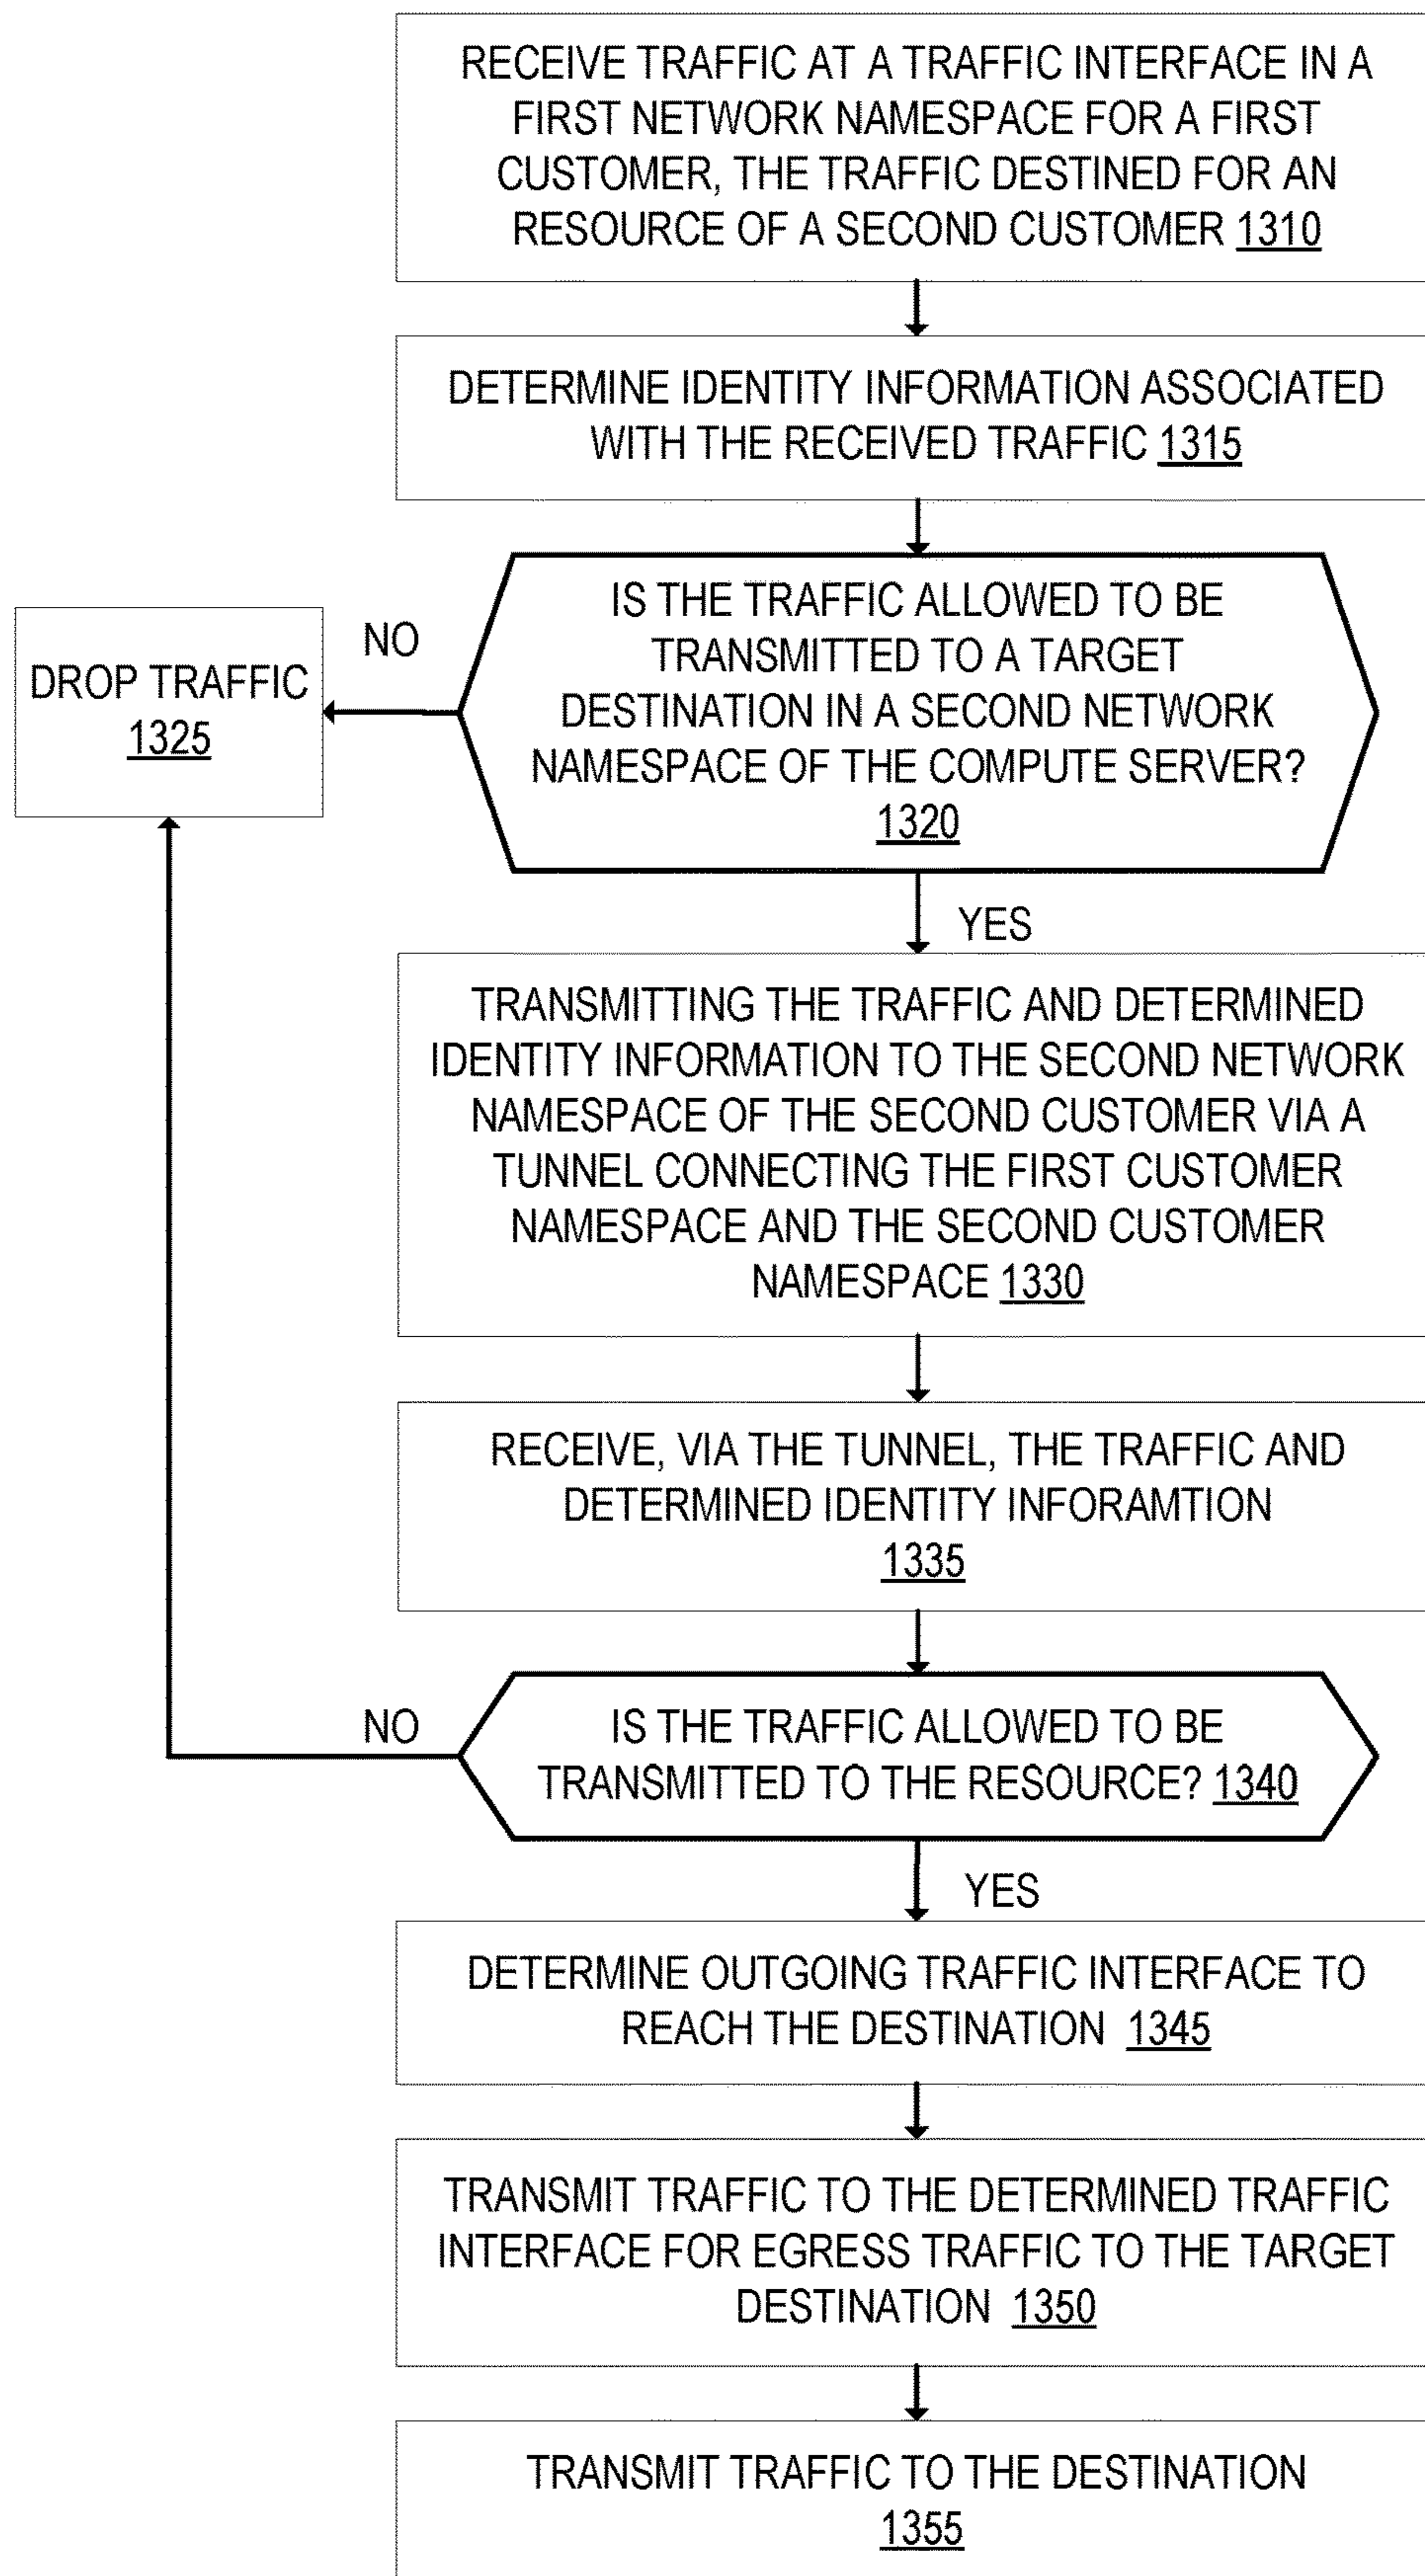 RECEIVE TRAFFIC AT A TRAFFIC INTERFACE IN A
FIRST NETWORK NAMESPACE FOR A FIRST
CUSTOMER, THE TRAFFIC DESTINED FOR AN
RESOURCE OF A SECOND CUSTOMER 1310
DETERMINE IDENTITY INFORMATION ASSOCIATED
WITH THE RECEIVED TRAFFIC 1315
IS THE TRAFFIC ALLOWED TO BE
TRANSMITTED TO A TARGET
DESTINATION IN A SECOND NETWORK
NAMESPACE OF THE COMPUTE SERVER?
1320
NO
DROP TRAFFIC
1325
YES
TRANSMITTING THE TRAFFIC AND DETERMINED
IDENTITY INFORMATION TO THE SECOND NETWORK
NAMESPACE OF THE SECOND CUSTOMER VIA A
TUNNEL CONNECTING THE FIRST CUSTOMER
NAMESPACE AND THE SECOND CUSTOMER
NAMESPACE 1330
RECEIVE, VIA THE TUNNEL, THE TRAFFIC AND
DETERMINED IDENTITY INFORAMTION
1335
NO
IS THE TRAFFIC ALLOWED TO BE
TRANSMITTED TO THE RESOURCE? 1340
YES
DETERMINE OUTGOING TRAFFIC INTERFACE TO
REACH THE DESTINATION 1345
TRANSMIT TRAFFIC TO THE DETERMINED TRAFFIC
INTERFACE FOR EGRESS TRAFFIC TO THE TARGET
DESTINATION 1350
TRANSMIT TRAFFIC TO THE DESTINATION
1355